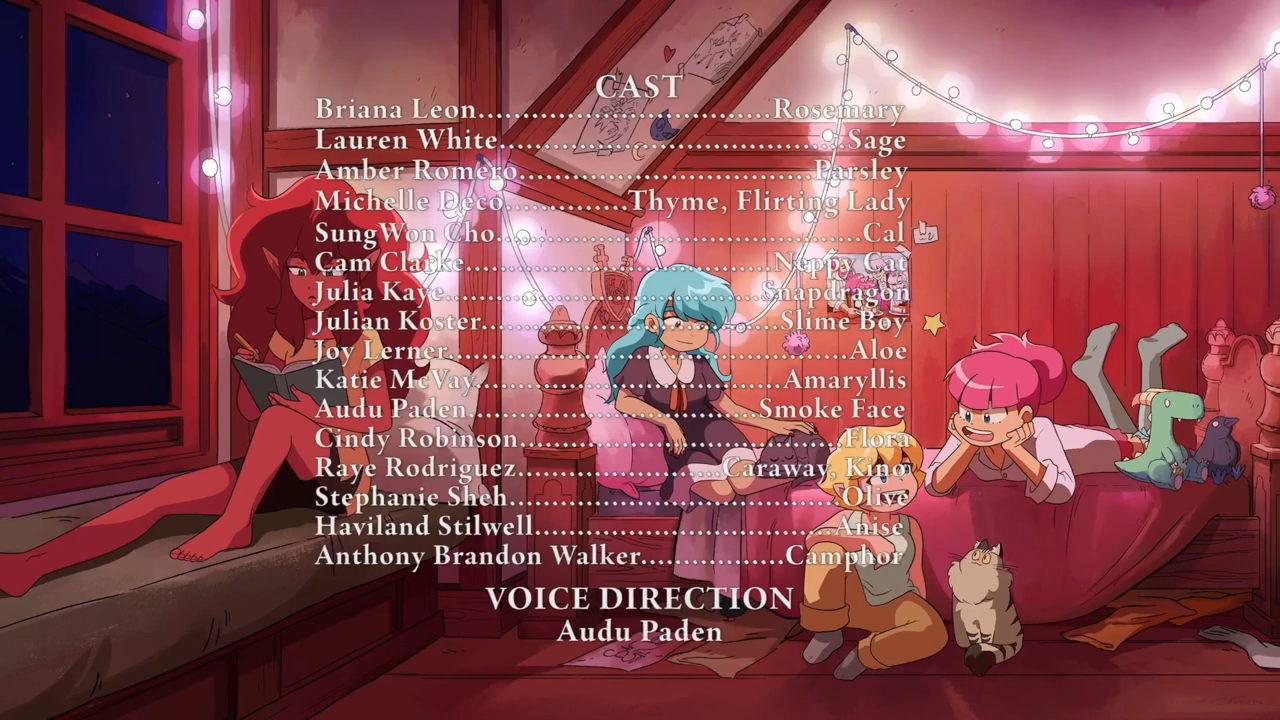 CAST
Briana Leon..............................Rosemary
Lauren White....................................Sage
Amber Romero..............................Parsley
Michelle Deco.............Thyme, Flirting Lady
SungWon Cho......................................Cal
Cam Clarke...............................Neppy Cat
Julia Kaye.................................Snapdragon
Julian Koster..............................Slime Boy
Joy Lerner.........................................Aloe
Katie McVay...............................Amaryllis
Audu Paden.............................Smoke Face
Cindy Robinson.................................Flora
Raye Rodriguez....................Caraway, Kino
Stephanie Sheh..................................Olive
Haviland Stilwell..............................Anise
Anthony Brandon Walker..............Camphor
VOICE DIRECTION
Audu Paden